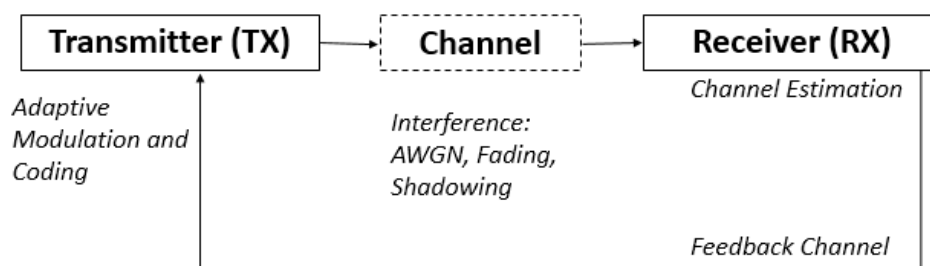 Transmitter (TX)
Channel
Receiver (RX)
Adaptive
Modulation and
Coding
Interference:
AWGN, Fading,
Shadowing
Channel Estimation
Feedback Channel